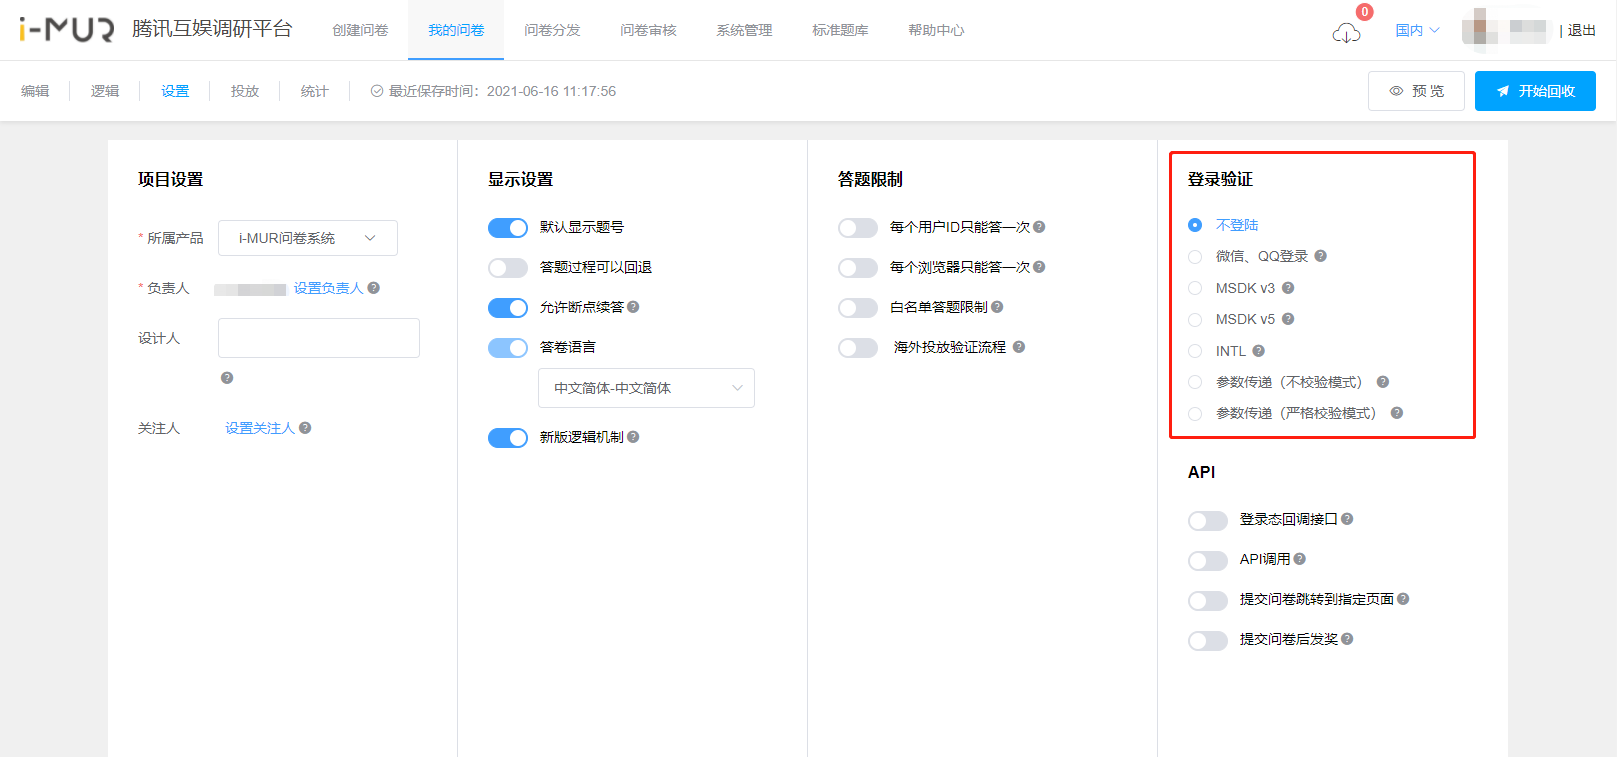 i-MUR 腾讯互娱调研平台 创建问卷 我的问卷 问卷分发 问卷审核 系统管理 标准题库 帮助中心 0 国内 | 退出
编辑 逻辑 设置 投放 统计 最近保存时间：2021-06-16 11:17:56 预 览 开始回收
项目设置
* 所属产品 i-MUR问卷系统
* 负责人 设置负责人 ?
设计人
?
关注人 设置关注人 ?
显示设置
默认显示题号
答题过程可以回退
允许断点续答 ?
答卷语言
中文简体-中文简体
新版逻辑机制 ?
答题限制
每个用户ID只能答一次 ?
每个浏览器只能答一次 ?
白名单答题限制 ?
海外投放验证流程 ?
登录验证
不登陆
微信、QQ登录 ?
MSDK v3 ?
MSDK v5 ?
INTL ?
参数传递（不校验模式） ?
参数传递（严格校验模式） ?
API
登录态回调接口 ?
API调用 ?
提交问卷跳转到指定页面 ?
提交问卷后发奖 ?